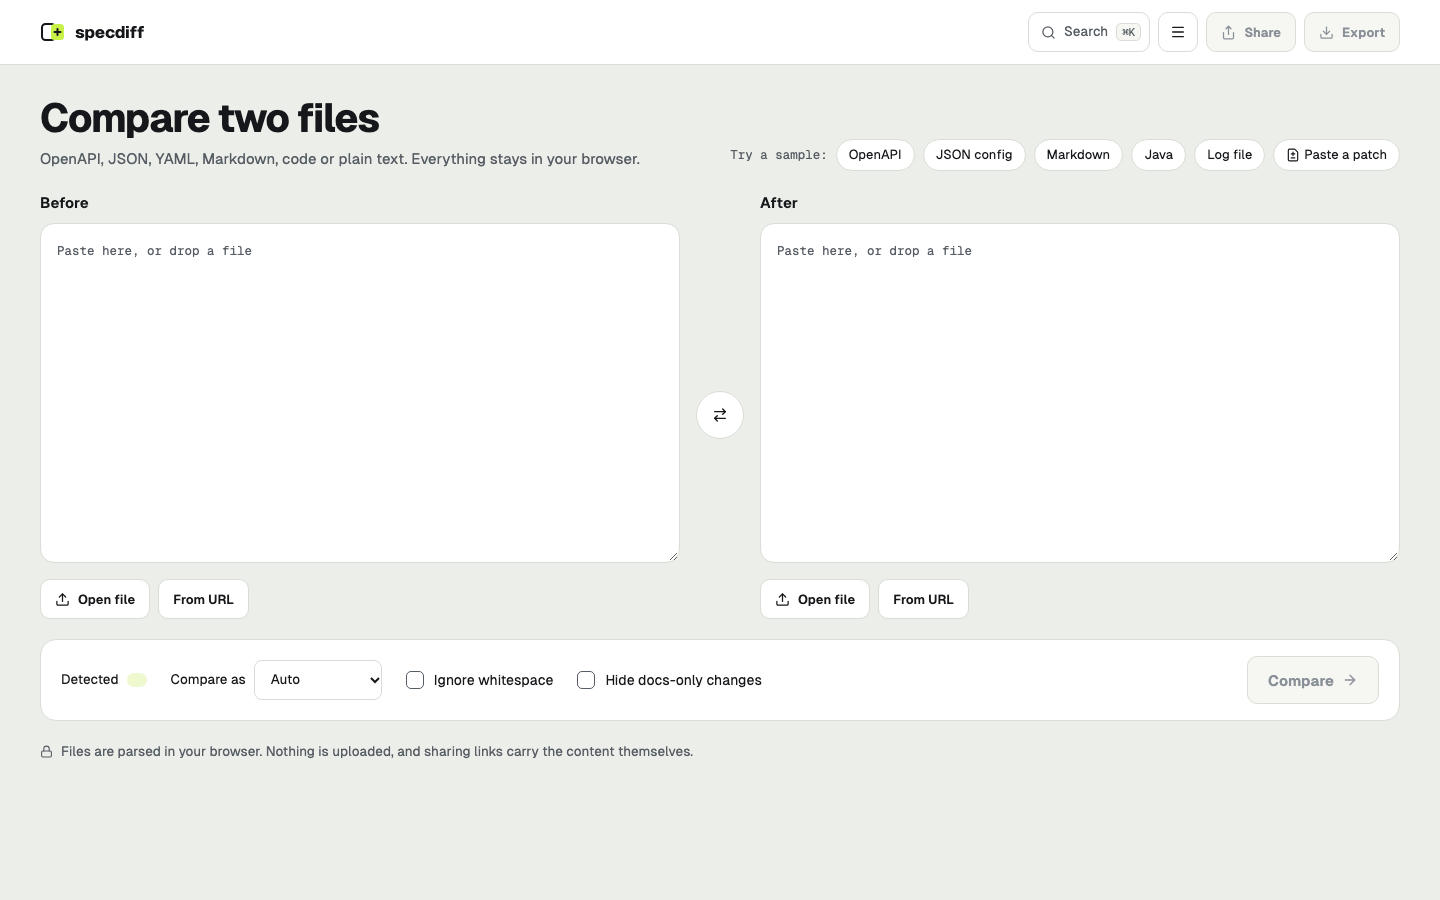 specdiff
Search ⌘K
Share
Export
Compare two files
OpenAPI, JSON, YAML, Markdown, code or plain text. Everything stays in your browser.
Try a sample: OpenAPI JSON config Markdown Java Log file Paste a patch
Before
After
Paste here, or drop a file
Paste here, or drop a file
Open file From URL
Open file From URL
Detected Compare as Auto Ignore whitespace Hide docs-only changes Compare
Files are parsed in your browser. Nothing is uploaded, and sharing links carry the content themselves.